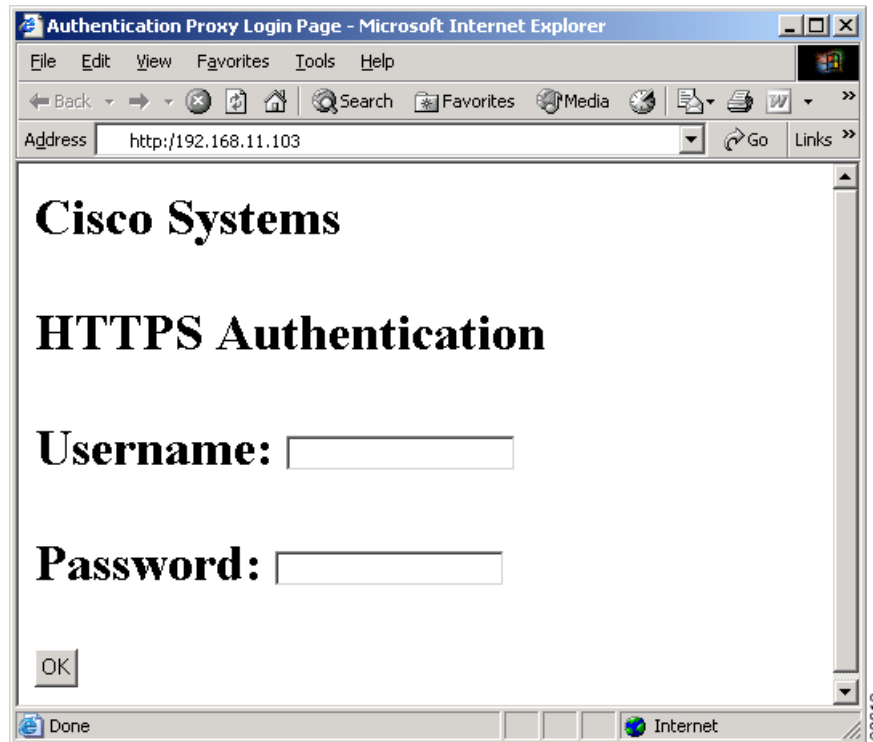 Authentication Proxy Login Page - Microsoft Internet Explorer
File Edit View Favorites Tools Help
Back Search Favorites Media W »
Address http:/192.168.11.103 Go Links »
Cisco Systems
HTTPS Authentication
Username:
Password:
OK
Done Internet